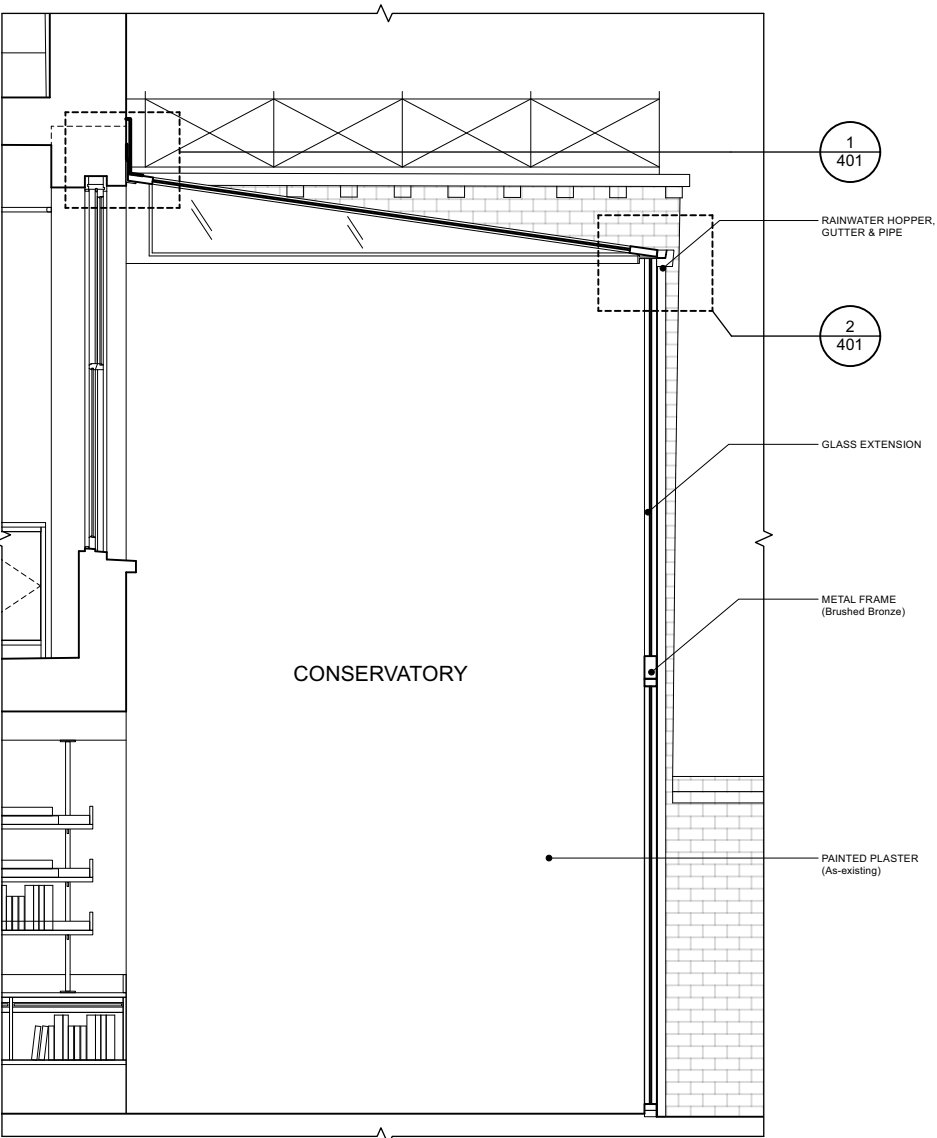 1
401
RAINWATER HOPPER,
GUTTER & PIPE
2
401
GLASS EXTENSION
METAL FRAME
(Brushed Bronze)
CONSERVATORY
PAINTED PLASTER
(As-existing)